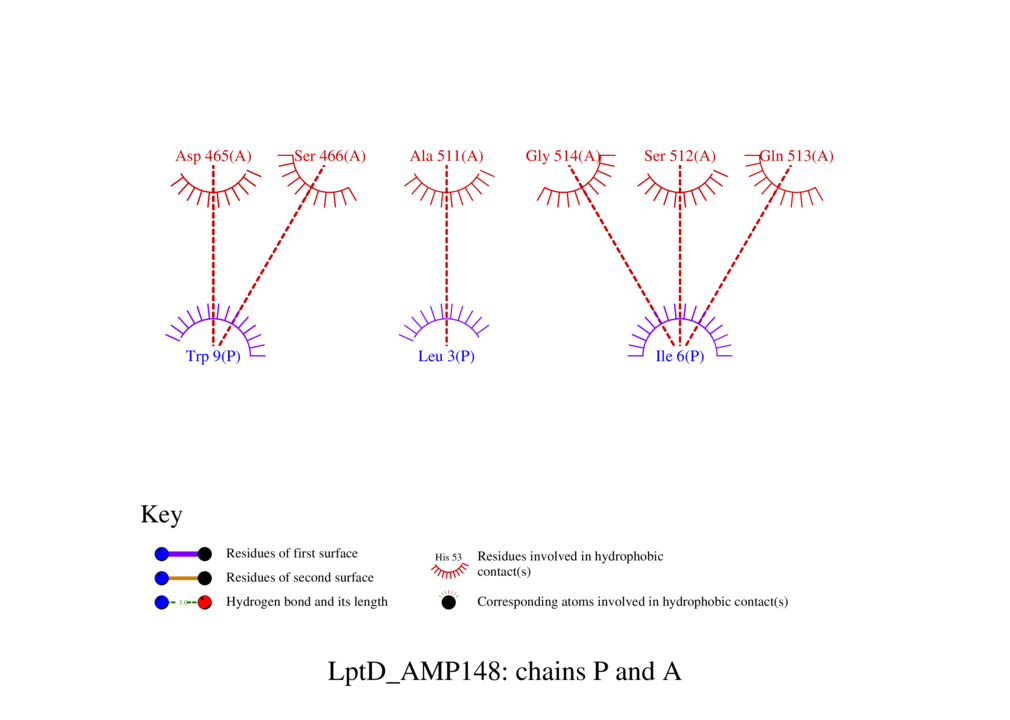 Asp 465(A) Ser 466(A) Ala 511(A) Gly 514(A) Ser 512(A) Gln 513(A)
Trp 9(P) Leu 3(P) Ile 6(P)
Key
Residues of first surface
Residues of second surface
3.0
Hydrogen bond and its length
His 53
Residues involved in hydrophobic
contact(s)
Corresponding atoms involved in hydrophobic contact(s)
LptD_AMP148: chains P and A